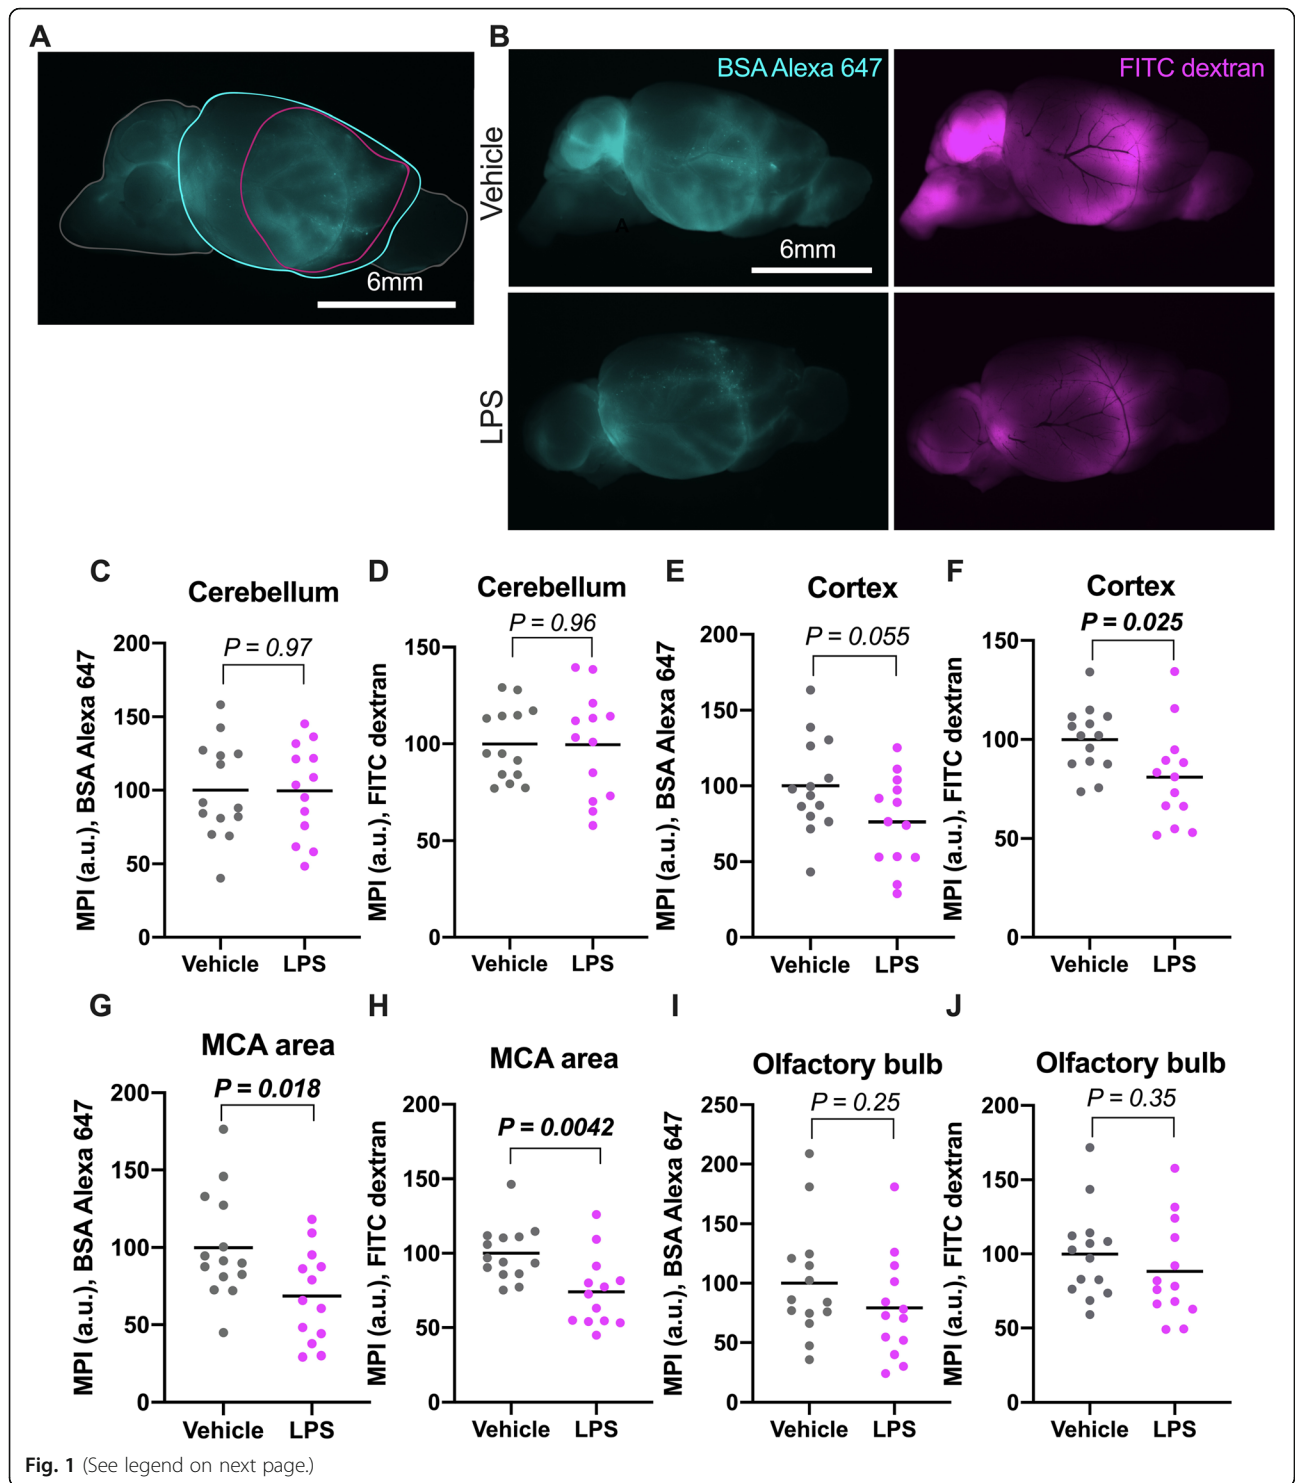 A
B
BSA Alexa 647
FITC dextran
Vehicle
A
6mm
6mm
LPS
C
Cerebellum
P = 0.97
MPI (a.u.), BSA Alexa 647
200
150
100
50
0
Vehicle LPS
D
Cerebellum
P = 0.96
MPI (a.u.), FITC dextran
150
100
50
0
Vehicle LPS
E
Cortex
P = 0.055
MPI (a.u.), BSA Alexa 647
200
150
100
50
0
Vehicle LPS
F
Cortex
P = 0.025
MPI (a.u.), FITC dextran
150
100
50
0
Vehicle LPS
G
MCA area
P = 0.018
MPI (a.u.), BSA Alexa 647
200
150
100
50
0
Vehicle LPS
H
MCA area
P = 0.0042
MPI (a.u.), FITC dextran
200
150
100
50
0
Vehicle LPS
I
Olfactory bulb
P = 0.25
MPI (a.u.), BSA Alexa 647
250
200
150
100
50
0
Vehicle LPS
J
Olfactory bulb
P = 0.35
MPI (a.u.), FITC dextran
200
150
100
50
0
Vehicle LPS
Fig. 1 (See legend on next page.)